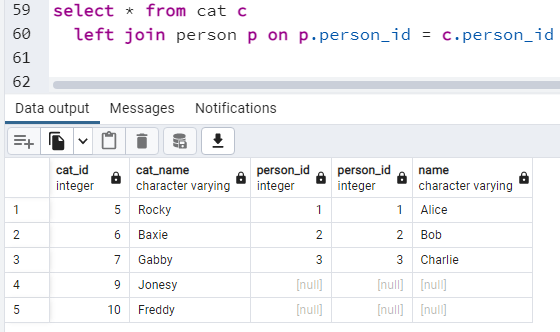 59 select * from cat c
60 left join person p on p.person_id = c.person_id
61
62
Data output Messages Notifications
cat_id integer cat_name character varying person_id integer person_id integer name character varying
1 5 Rocky 1 1 Alice
2 6 Baxie 2 2 Bob
3 7 Gabby 3 3 Charlie
4 9 Jonesy [null] [null] [null]
5 10 Freddy [null] [null] [null]